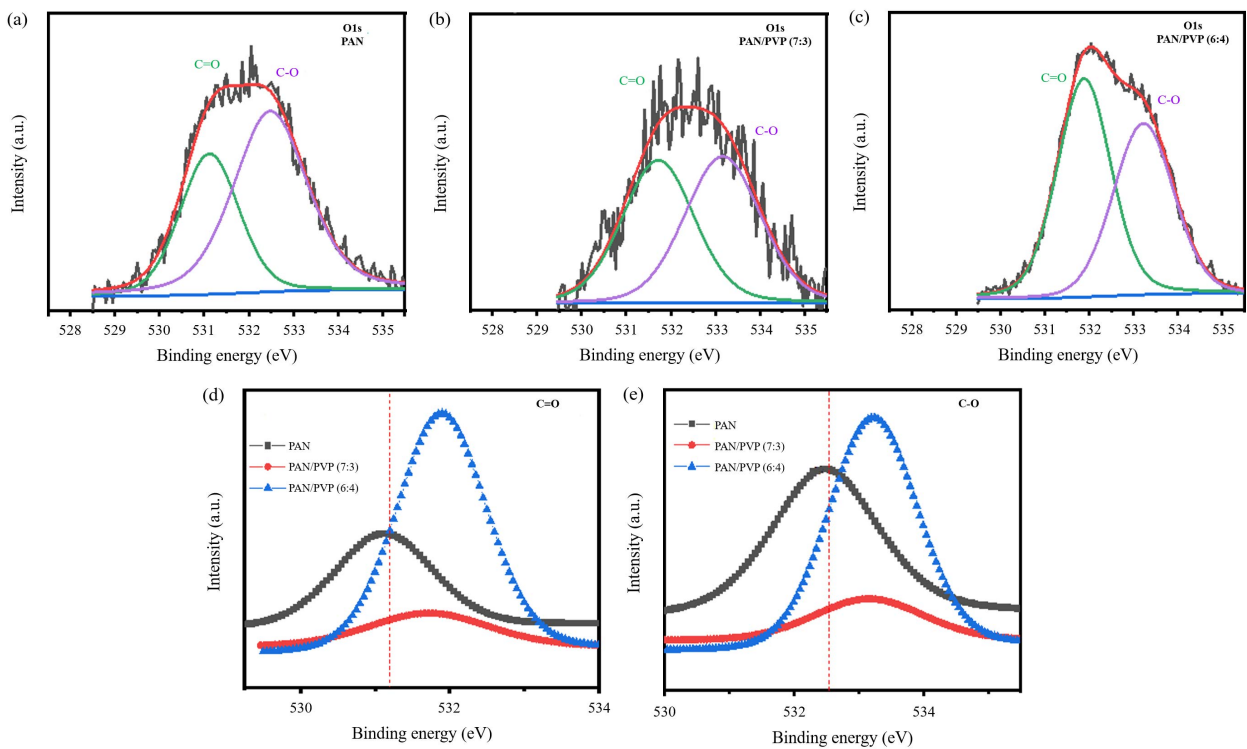 (a)
O1s
PAN
C=O
C-O
Intensity (a.u.)
528 529 530 531 532 533 534 535
Binding energy (eV)
(b)
O1s
PAN/PVP (7:3)
C=O
C-O
Intensity (a.u.)
528 529 530 531 532 533 534 535
Binding energy (eV)
(c)
O1s
PAN/PVP (6:4)
C=O
C-O
Intensity (a.u.)
528 529 530 531 532 533 534 535
Binding energy (eV)
(d)
C=O
PAN
PAN/PVP (7:3)
PAN/PVP (6:4)
Intensity (a.u.)
530 532 534
Binding energy (eV)
(e)
C-O
PAN
PAN/PVP (7:3)
PAN/PVP (6:4)
Intensity (a.u.)
530 532 534
Binding energy (eV)